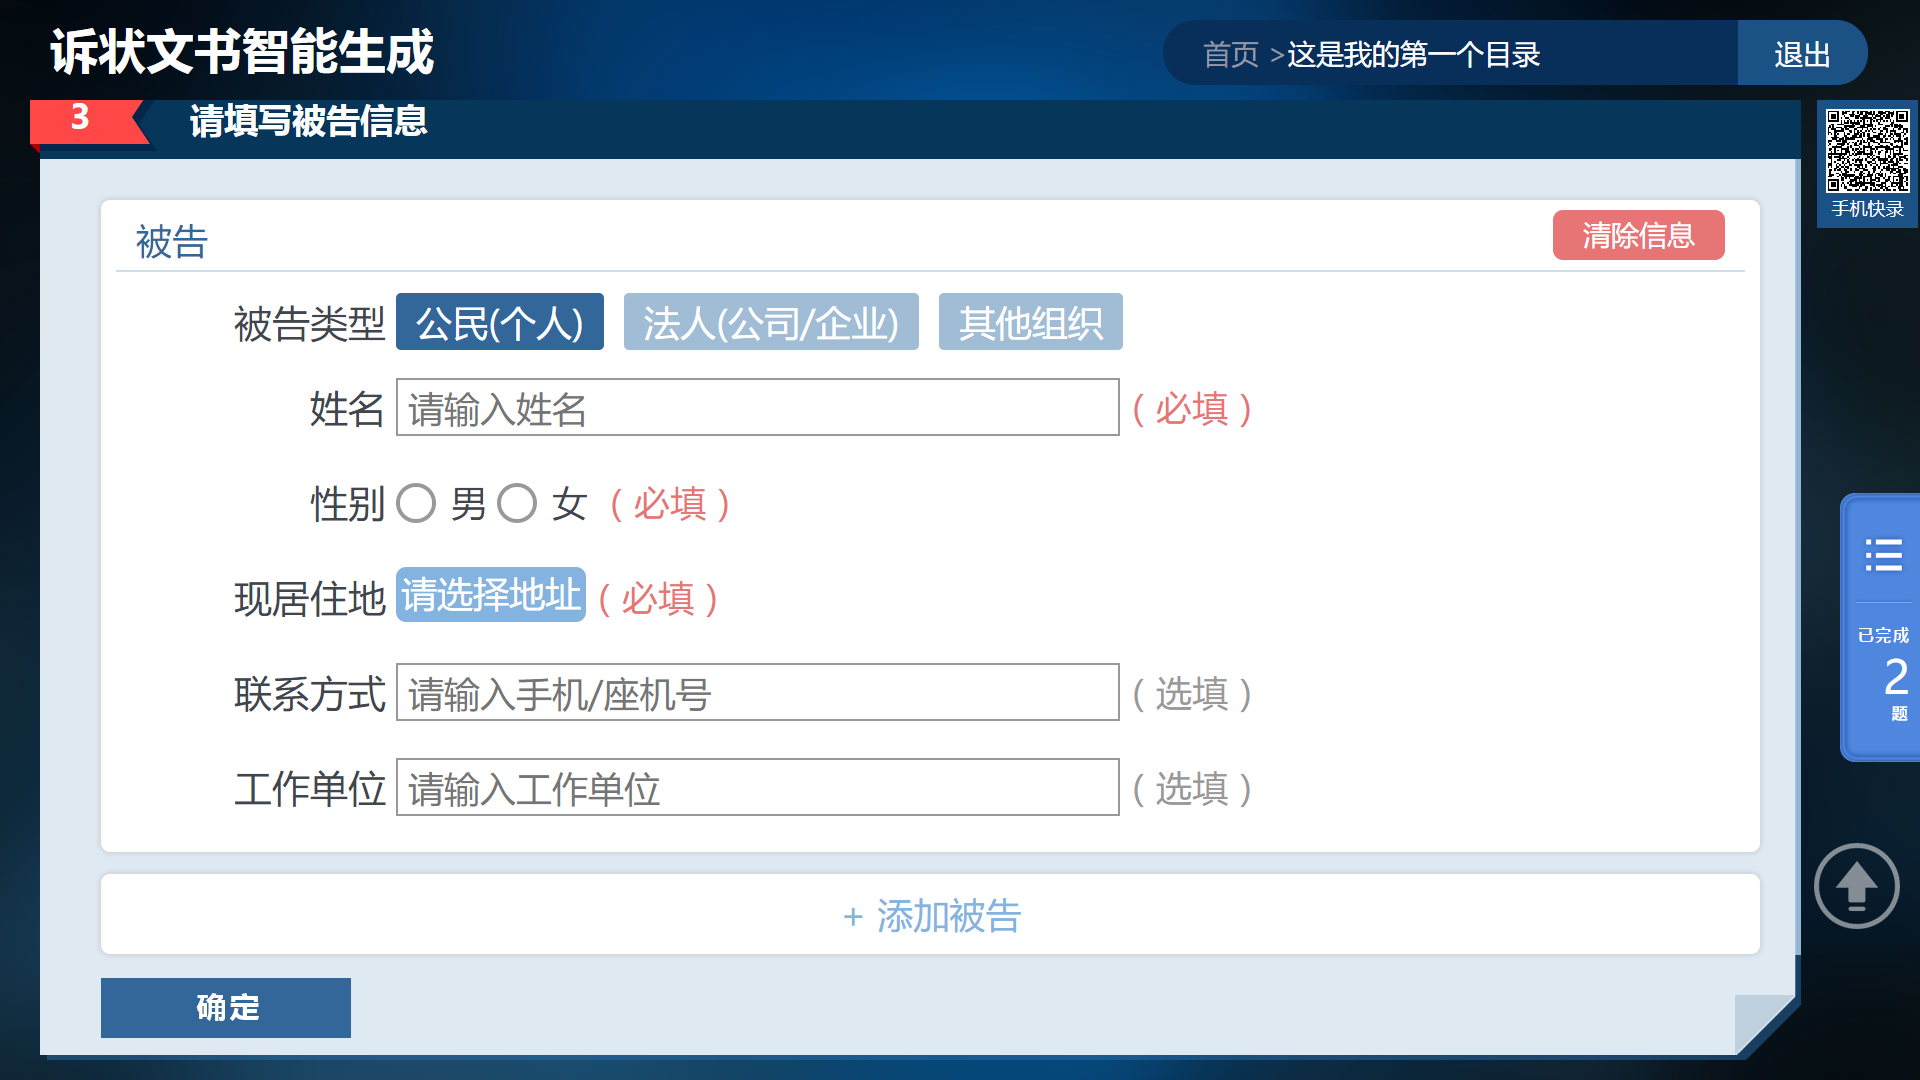 诉状文书智能生成
首页 >这是我的第一个目录
退出
3
请填写被告信息
手机快录
被告
清除信息
被告类型 公民(个人) 法人(公司/企业) 其他组织
姓名 请输入姓名 ( 必填 )
性别 男 女 ( 必填 )
现居住地 请选择地址 ( 必填 )
联系方式 请输入手机/座机号 ( 选填 )
工作单位 请输入工作单位 ( 选填 )
已完成
2
题
+ 添加被告
确定